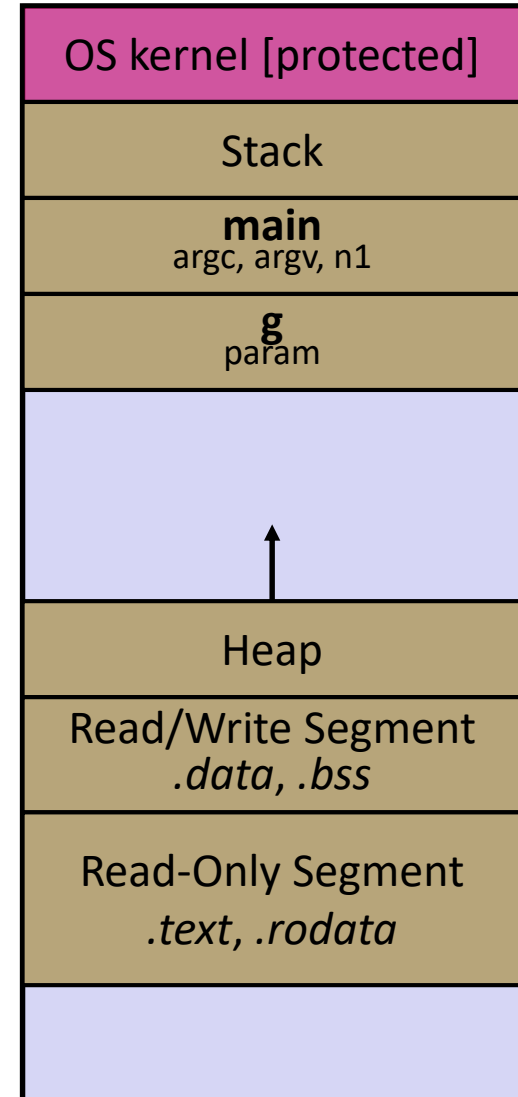 OS kernel [protected]
Stack
main
argc, argv, n1
g
param
Heap
Read/Write Segment
.data, .bss
Read-Only Segment
.text, .rodata